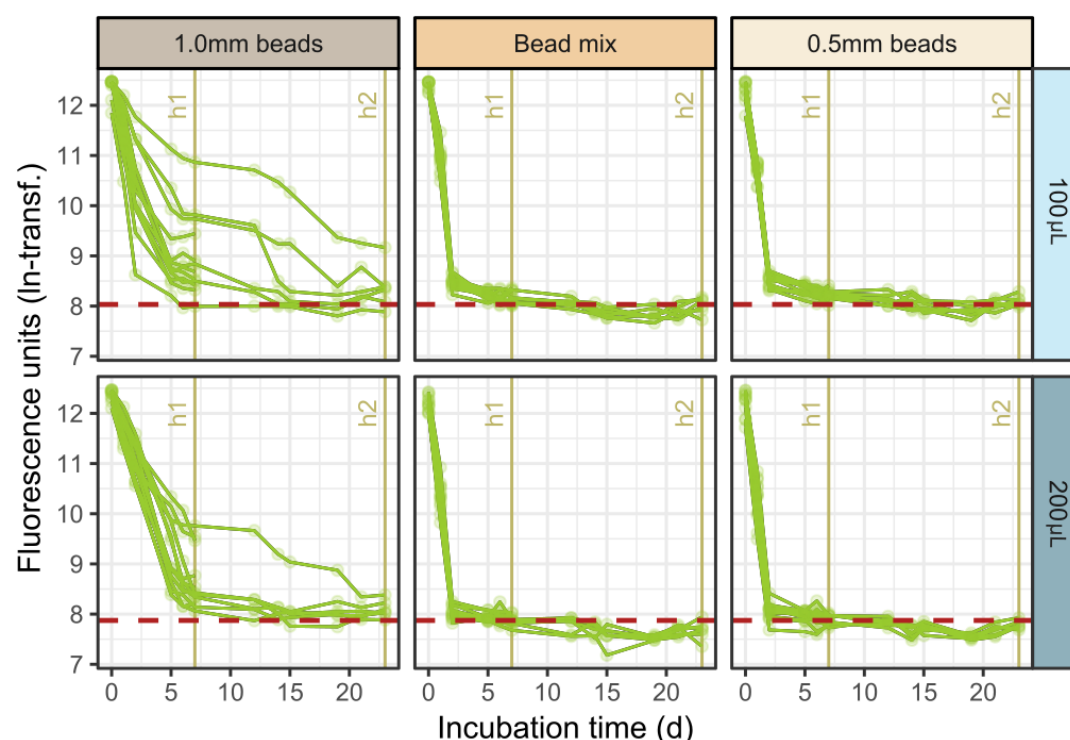 1.0mm beads
Bead mix
0.5mm beads
Fluorescence units (ln-transf.)
12
11
10
9
8
7
h1
h2
h1
h2
h1
h2
100µL
12
11
10
9
8
7
h1
h2
h1
h2
h1
h2
200µL
0 5 10 15 20
0 5 10 15 20
0 5 10 15 20
Incubation time (d)